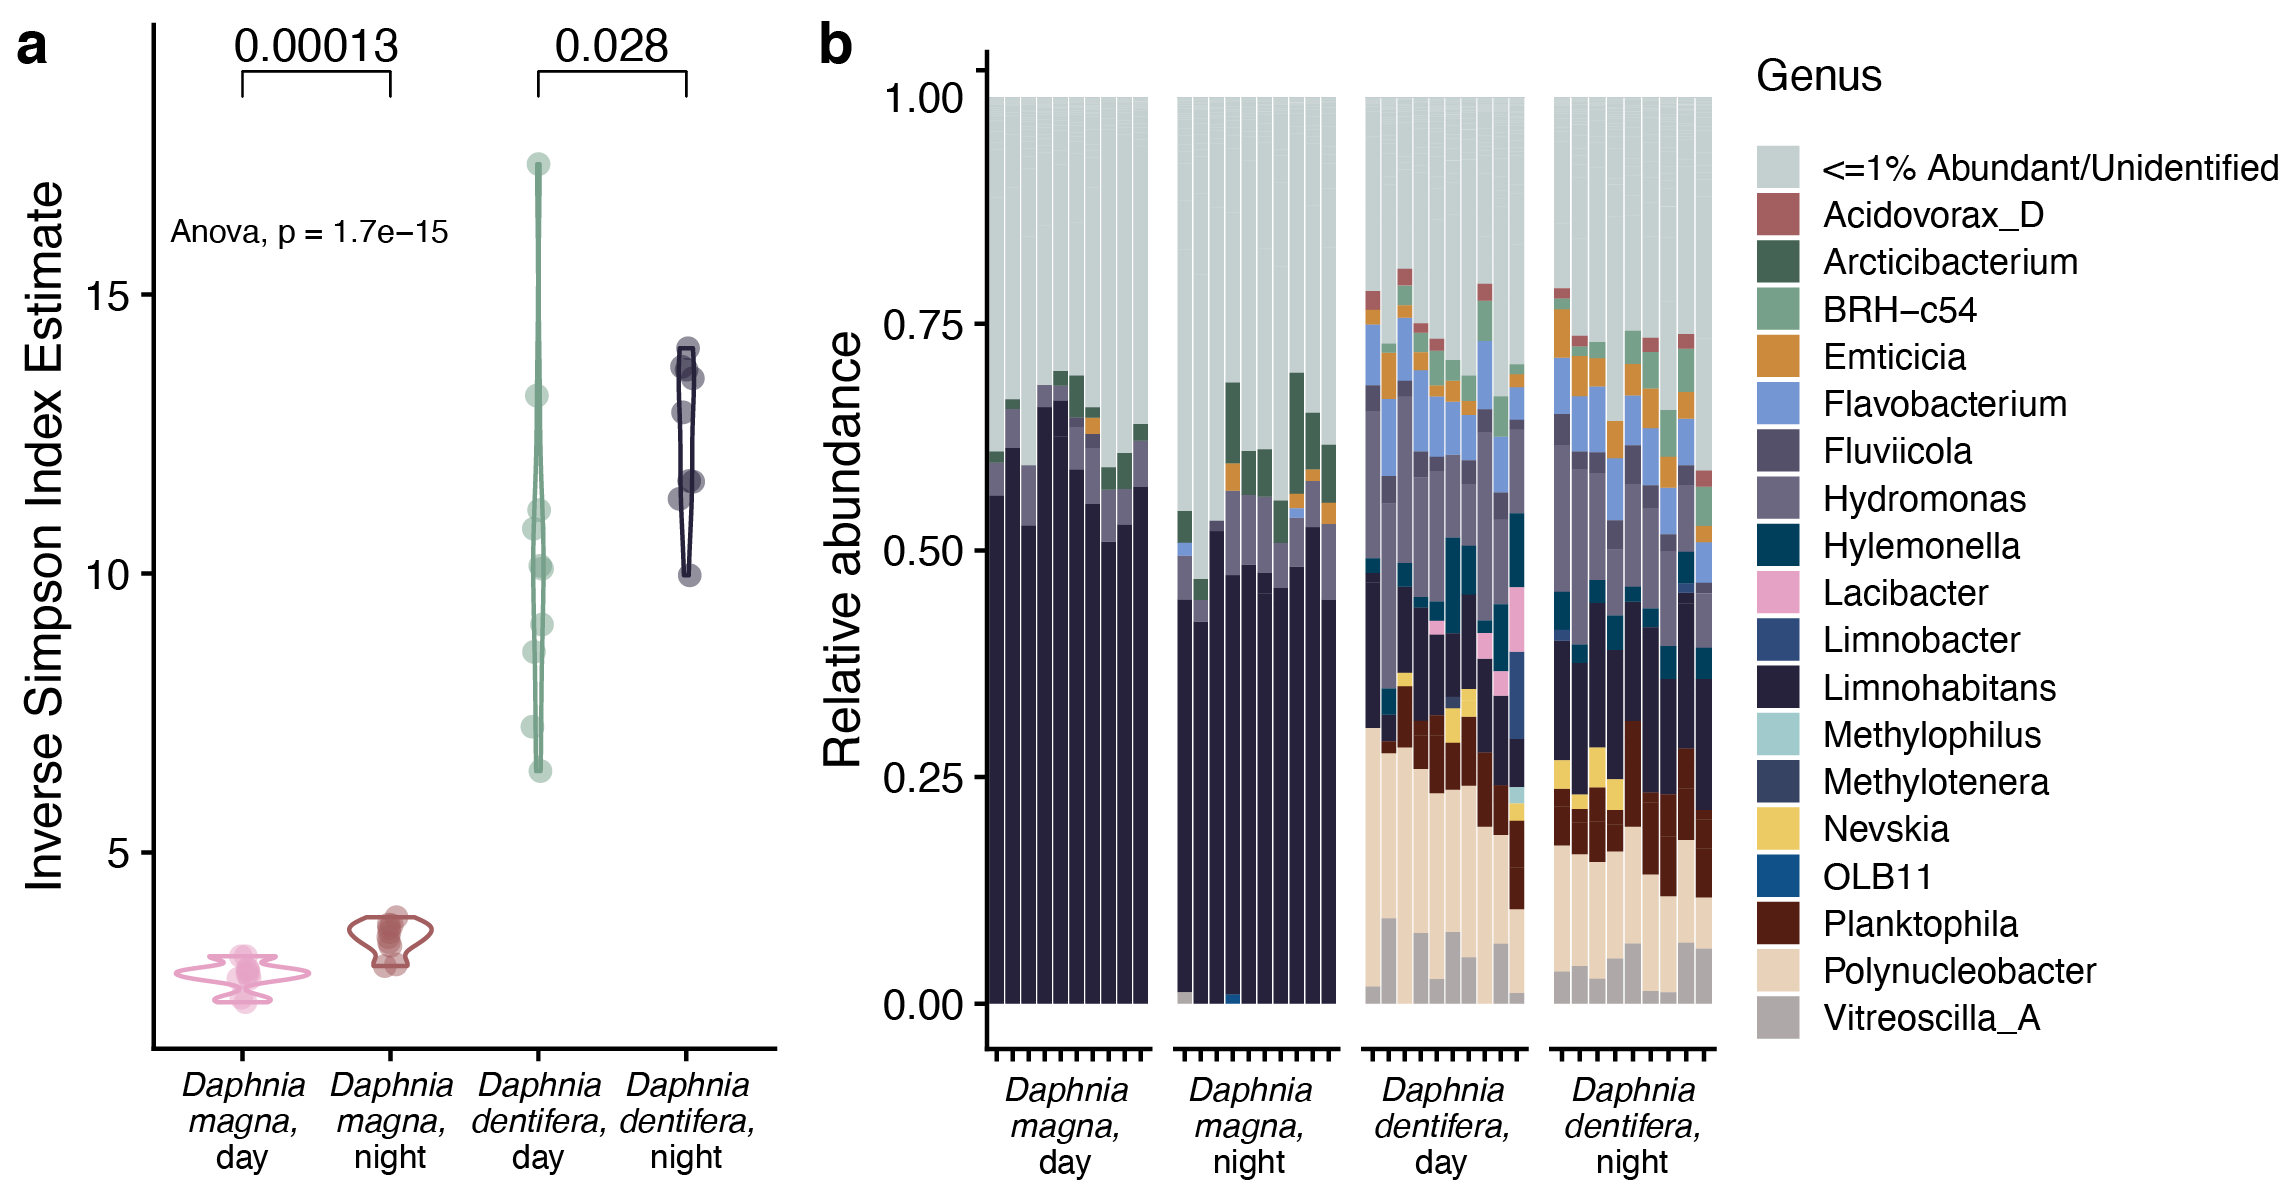 a
0.00013
0.028
Anova, p = 1.7e−15
Inverse Simpson Index Estimate
15
10
5
Daphnia
magna,
day
Daphnia
magna,
night
Daphnia
dentifera,
day
Daphnia
dentifera,
night
b
Relative abundance
1.00
0.75
0.50
0.25
0.00
Daphnia
magna,
day
Daphnia
magna,
night
Daphnia
dentifera,
day
Daphnia
dentifera,
night
Genus
<=1% Abundant/Unidentified
Acidovorax_D
Arcticibacterium
BRH−c54
Emticicia
Flavobacterium
Fluviicola
Hydromonas
Hylemonella
Lacibacter
Limnobacter
Limnohabitans
Methylophilus
Methylotenera
Nevskia
OLB11
Planktophila
Polynucleobacter
Vitreoscilla_A